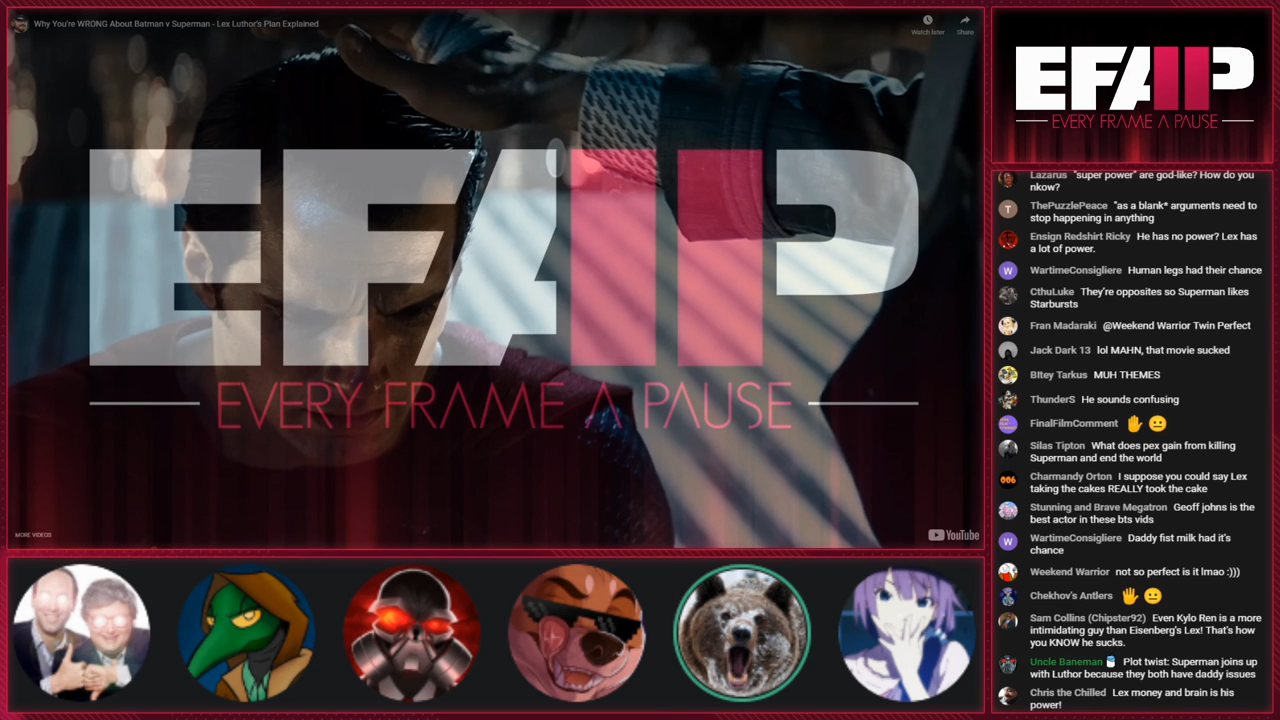 Why You're WRONG About Batman v Superman - Lex Luthor's Plan Explained
Watch later
Share
EFAP
EVERY FRAME A PAUSE
MORE VIDEOS
YouTube
EFAP
EVERY FRAME A PAUSE
Lazarus "super power" are god-like? How do you
nkow?
T
ThePuzzlePeace "as a blank* arguments need to
stop happening in anything
Ensign Redshirt Ricky He has no power? Lex has
a lot of power.
W
WartimeConsigliere Human legs had their chance
CthuLuke They're opposites so Superman likes
Starbursts
Fran Madaraki @Weekend Warrior Twin Perfect
Jack Dark 13 lol MAHN, that movie sucked
BItey Tarkus MUH THEMES
ThunderS He sounds confusing
FinalFilmComment 🖐😐
Silas Tipton What does pex gain from killing
Superman and end the world
Charmandy Orton I suppose you could say Lex
taking the cakes REALLY took the cake
Stunning and Brave Megatron Geoff johns is the
best actor in these bts vids
W
WartimeConsigliere Daddy fist milk had it's
chance
Weekend Warrior not so perfect is it lmao :)))
Chekhov's Antlers 🖐😐
Sam Collins (Chipster92) Even Kylo Ren is a more
intimidating guy than Eisenberg's Lex! That's how
you KNOW he sucks.
Uncle Baneman Plot twist: Superman joins up
with Luthor because they both have daddy issues
Chris the Chilled Lex money and brain is his
power!